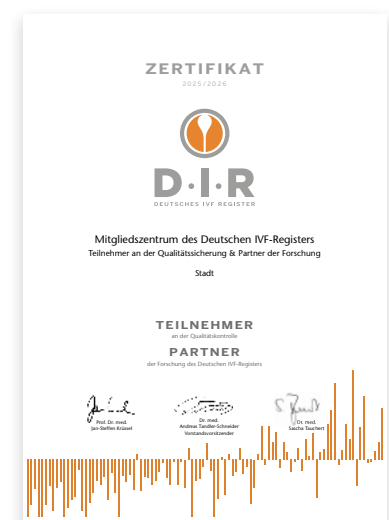 ZERTIFIKAT
2025/2026
D·I·R
DEUTSCHES IVF REGISTER
Mitgliedszentrum des Deutschen IVF-Registers
Teilnehmer an der Qualitätssicherung & Partner der Forschung
Stadt
TEILNEHMER
an der Qualitätskontrolle
PARTNER
der Forschung des Deutschen IVF-Registers
Prof. Dr. med.
Jan-Steffen Krüssel
Dr. med.
Andreas Tandler-Schneider
Vorstandsvorsitzender
Dr. med.
Sascha Tauchert